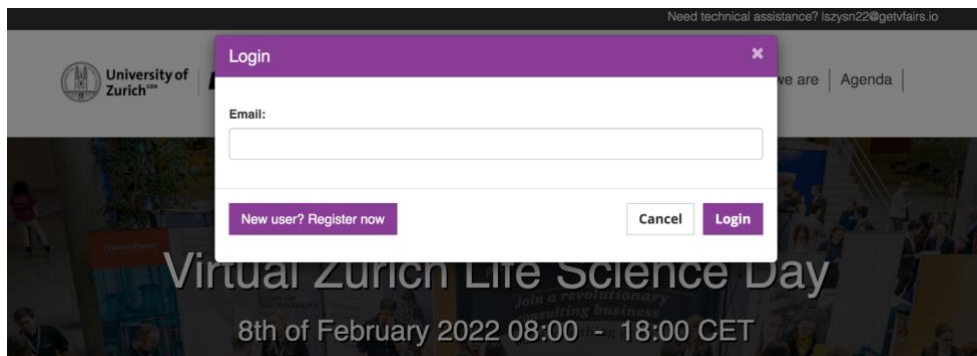 Need technical assistance? lszysn22@getvfairs.io
Login ×
University of
Zurich UZH
we are | Agenda |
Email:
New user? Register now
Cancel Login
Virtual Zurich Life Science Day
Join a revolutionary
consulting business
8th of February 2022 08:00 - 18:00 CET